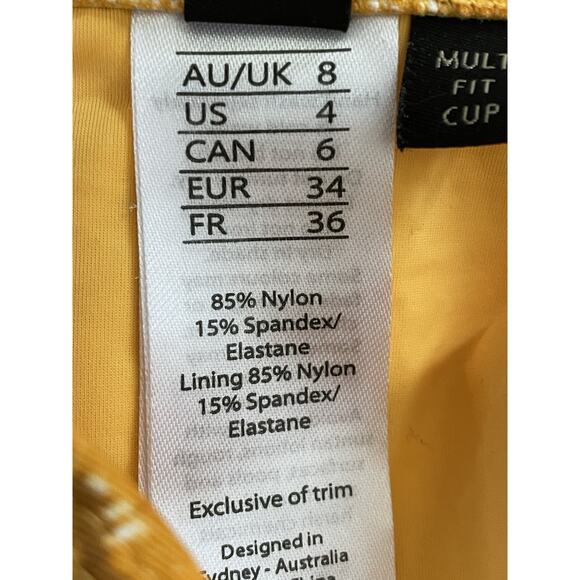 AU/UK 8
US 4
CAN 6
EUR 34
FR 36
85% Nylon
15% Spandex/
Elastane
Lining 85% Nylon
15% Spandex/
Elastane
Exclusive of trim
Designed in
Sydney - Australia
MULT
FIT
CUP